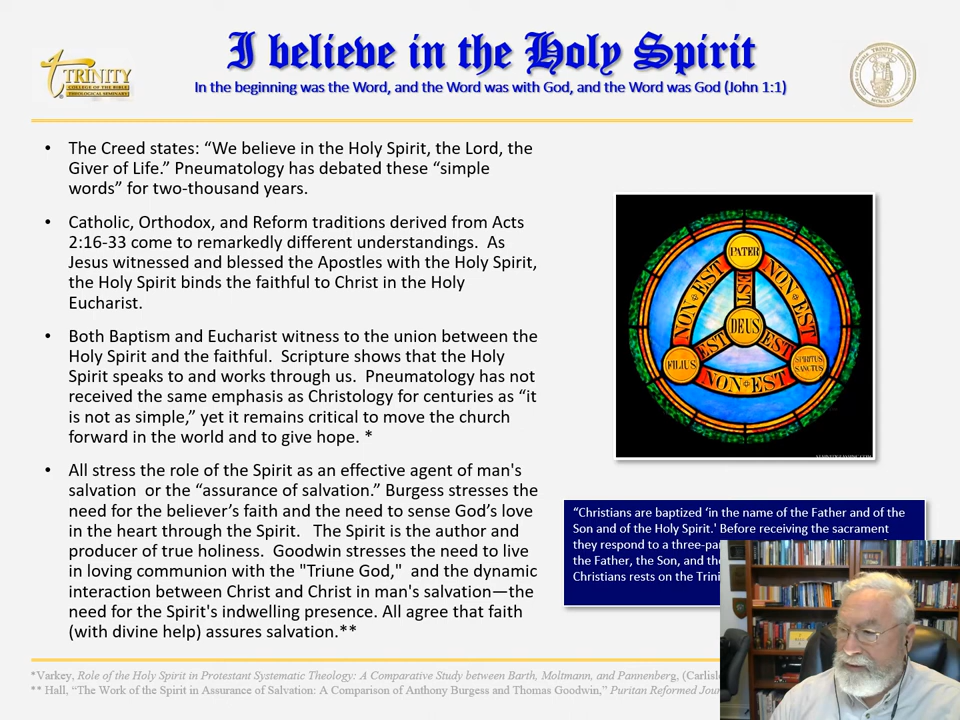 I believe in the Holy Spirit
In the beginning was the Word, and the Word was with God, and the Word was God (John 1:1)
TRINITY
COLLEGE OF THE BIBLE
THEOLOGICAL SEMINARY
TRINITY
• The Creed states: “We believe in the Holy Spirit, the Lord, the
Giver of Life.” Pneumatology has debated these “simple
words” for two-thousand years.
• Catholic, Orthodox, and Reform traditions derived from Acts
2:16-33 come to remarkedly different understandings.  As
Jesus witnessed and blessed the Apostles with the Holy Spirit,
the Holy Spirit binds the faithful to Christ in the Holy
Eucharist.
• Both Baptism and Eucharist witness to the union between the
Holy Spirit and the faithful.  Scripture shows that the Holy
Spirit speaks to and works through us.  Pneumatology has not
received the same emphasis as Christology for centuries as “it
is not as simple,” yet it remains critical to move the church
forward in the world and to give hope. *
• All stress the role of the Spirit as an effective agent of man's
salvation  or the “assurance of salvation.” Burgess stresses the
need for the believer’s faith and the need to sense God’s love
in the heart through the Spirit.   The Spirit is the author and
producer of true holiness.  Goodwin stresses the need to live
in loving communion with the "Triune God,"  and the dynamic
interaction between Christ and Christ in man's salvation—the
need for the Spirit's indwelling presence. All agree that faith
(with divine help) assures salvation.**
PATER
NON EST
NON EST
EST
DEUS
EST
EST
FILIUS
SPIRITUS
SANCTUS
NON EST
“Christians are baptized ‘in the name of the Father and of the
Son and of the Holy Spirit.' Before receiving the sacrament
they respond to a three-par
the Father, the Son, and the
Christians rests on the Trini
*Varkey, Role of the Holy Spirit in Protestant Systematic Theology: A Comparative Study between Barth, Moltmann, and Pannenberg, (Carlisl
** Hall, “The Work of the Spirit in Assurance of Salvation: A Comparison of Anthony Burgess and Thomas Goodwin,” Puritan Reformed Jour